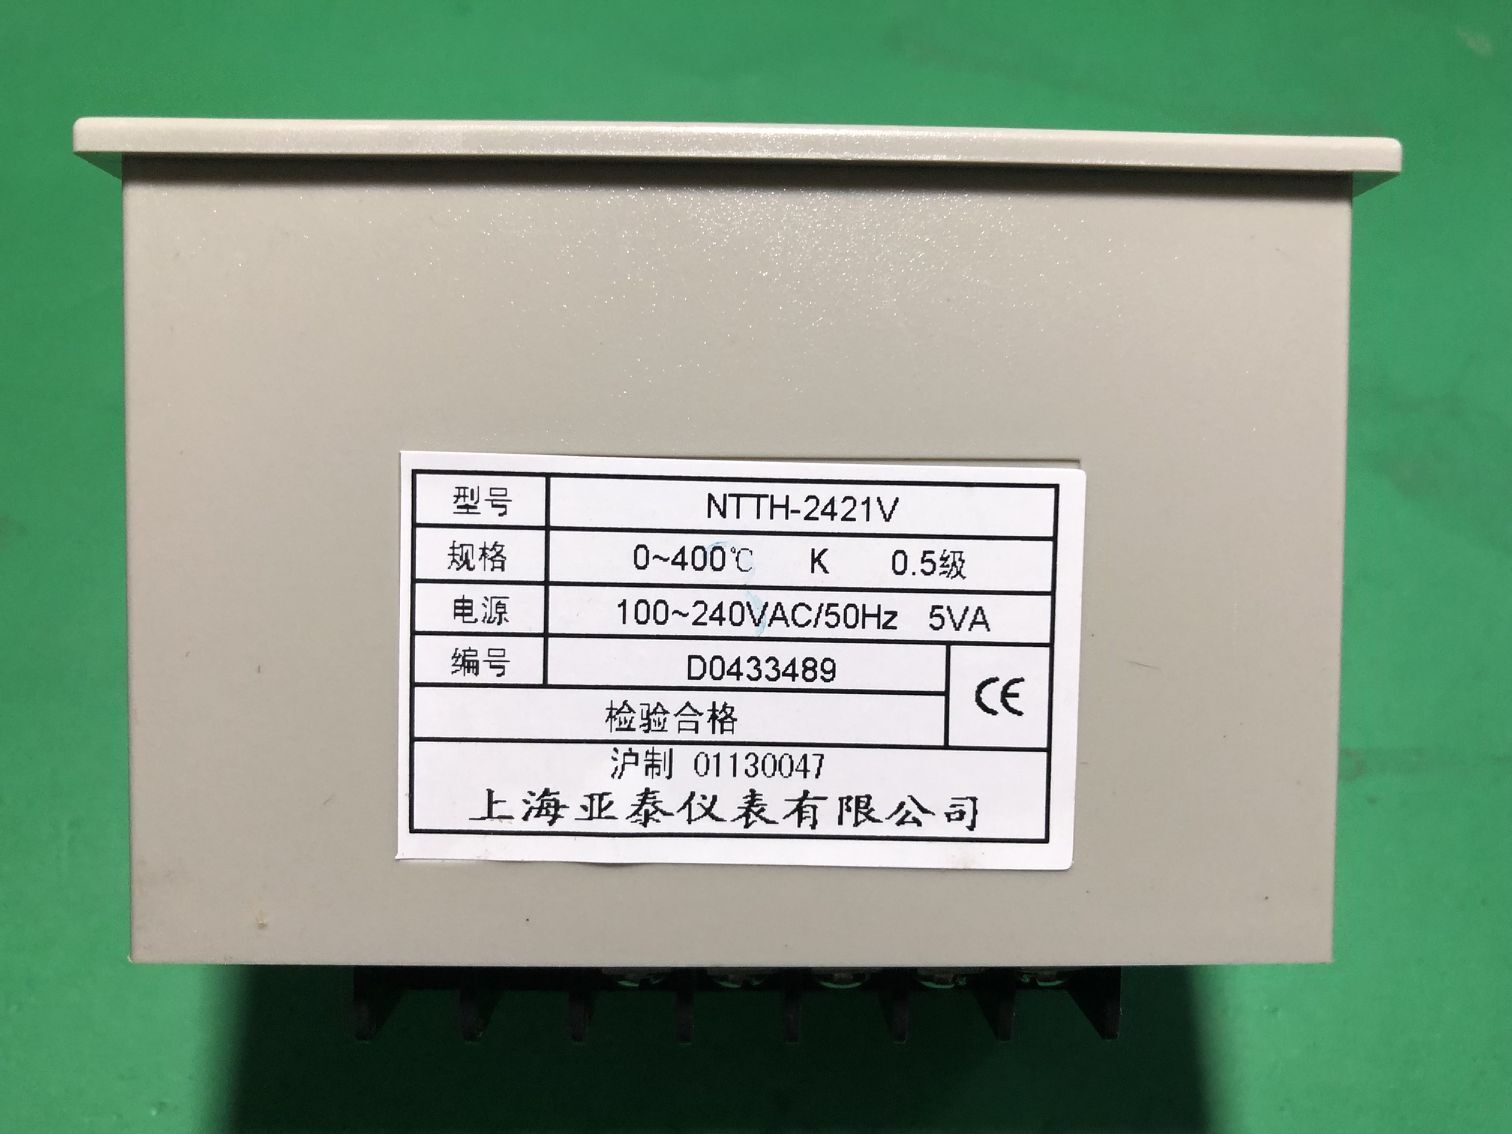 型号 NTTH-2421V
规格 0~400℃ K 0.5级
电源 100~240VAC/50Hz 5VA
编号 D0433489
CE
检验合格
沪制 01130047
上海亚泰仪表有限公司